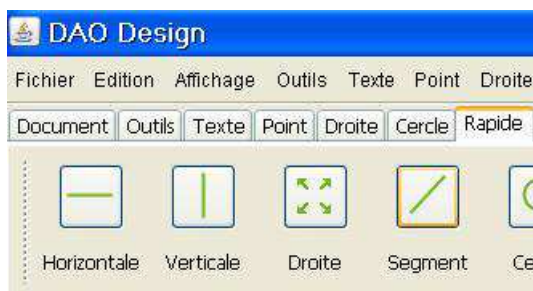 DAO Design
Fichier Edition Affichage Outils Texte Point Droite
Document Outils Texte Point Droite Cercle Rapide
Horizontale Verticale Droite Segment Ce